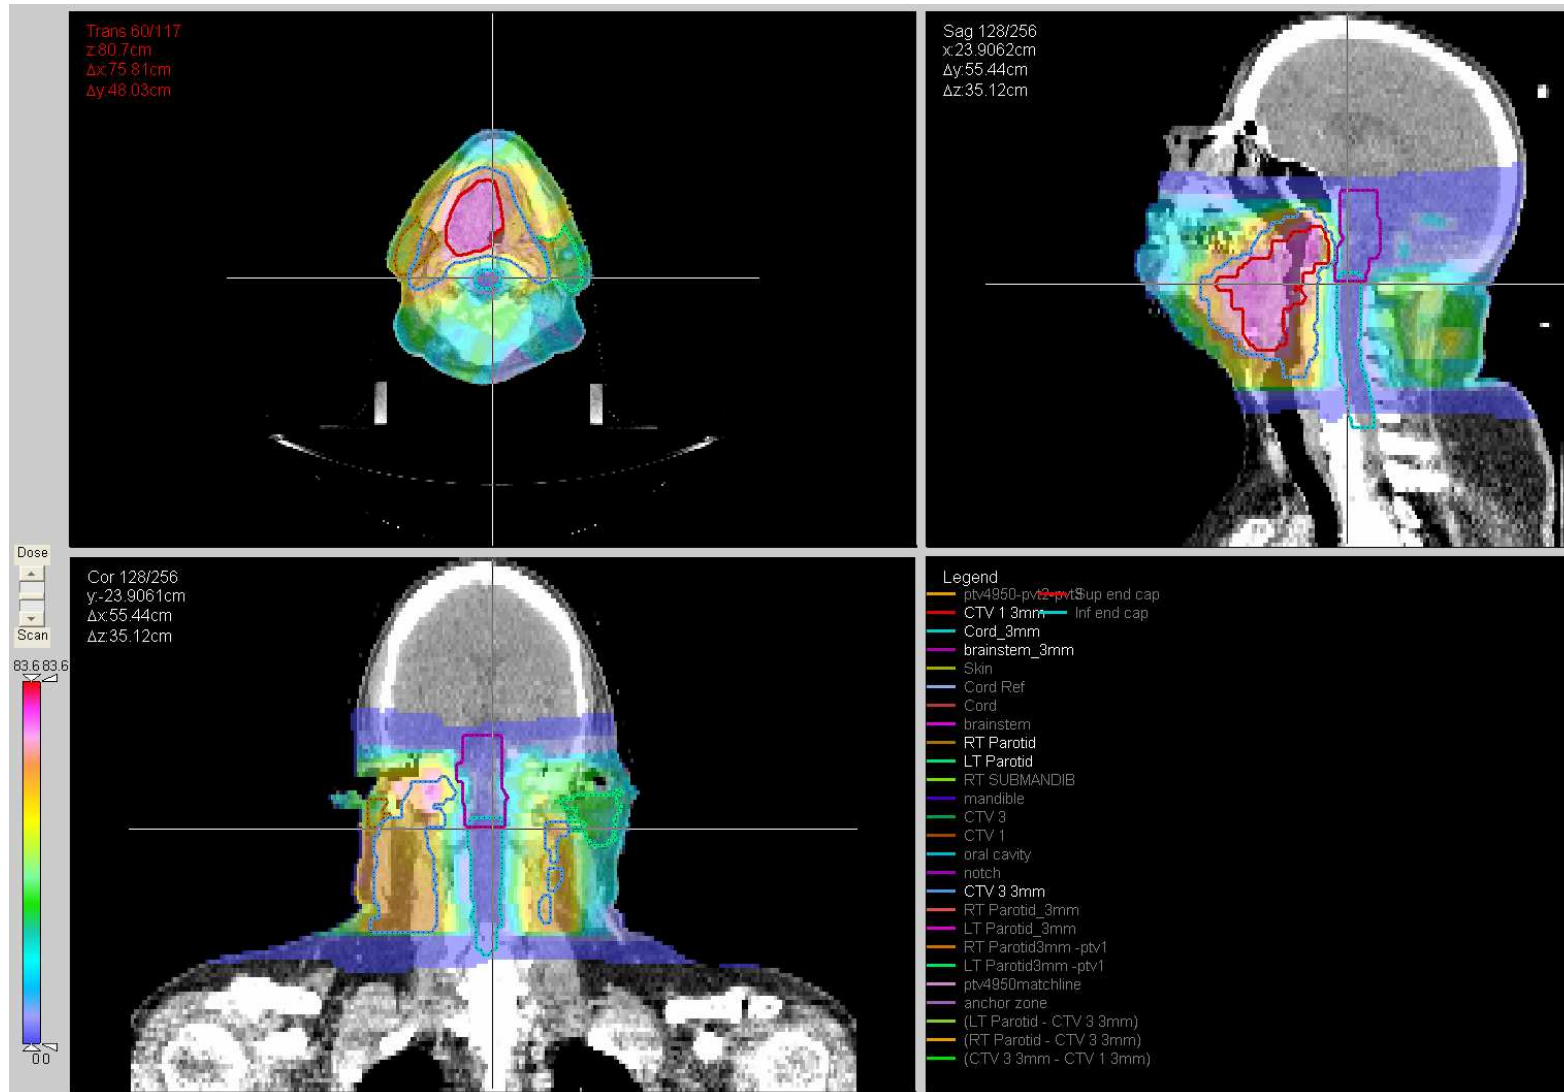 Trans 60/117
z:80.7cm
Δx:75.81cm
Δy:48.03cm
Sag 128/256
x:23.9062cm
Δy:55.44cm
Δz:35.12cm
Dose
Scan
83.6 83.6
0 0
Cor 128/256
y:-23.9061cm
Δx:55.44cm
Δz:35.12cm
Legend
ptv4950-pvt2-pvt3 Sup end cap
CTV 1 3mm Inf end cap
Cord_3mm
brainstem_3mm
Skin
Cord Ref
Cord
brainstem
RT Parotid
LT Parotid
RT SUBMANDIB
mandible
CTV 3
CTV 1
oral cavity
notch
CTV 3 3mm
RT Parotid_3mm
LT Parotid_3mm
RT Parotid3mm -ptv1
LT Parotid3mm -ptv1
ptv4950matchline
anchor zone
(LT Parotid - CTV 3 3mm)
(RT Parotid - CTV 3 3mm)
(CTV 3 3mm - CTV 1 3mm)